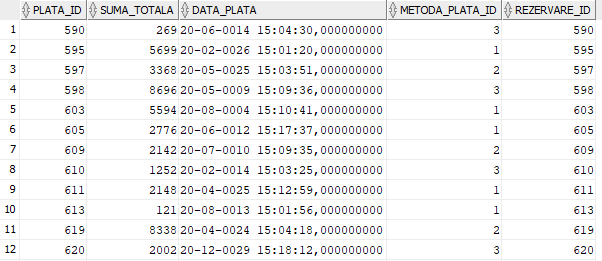 PLATA_ID SUMA_TOTALA DATA_PLATA METODA_PLATA_ID REZERVARE_ID
1 590 269 20-06-0014 15:04:30,000000000 3 590
2 595 5699 20-02-0026 15:01:20,000000000 1 595
3 597 3368 20-05-0025 15:03:51,000000000 2 597
4 598 8696 20-05-0009 15:09:36,000000000 3 598
5 603 5594 20-08-0004 15:10:41,000000000 1 603
6 605 2776 20-06-0012 15:17:37,000000000 1 605
7 609 2142 20-07-0010 15:09:35,000000000 2 609
8 610 1252 20-02-0014 15:03:25,000000000 3 610
9 611 2148 20-04-0025 15:12:59,000000000 1 611
10 613 121 20-08-0013 15:01:56,000000000 1 613
11 619 8338 20-04-0024 15:04:18,000000000 2 619
12 620 2002 20-12-0029 15:18:12,000000000 3 620